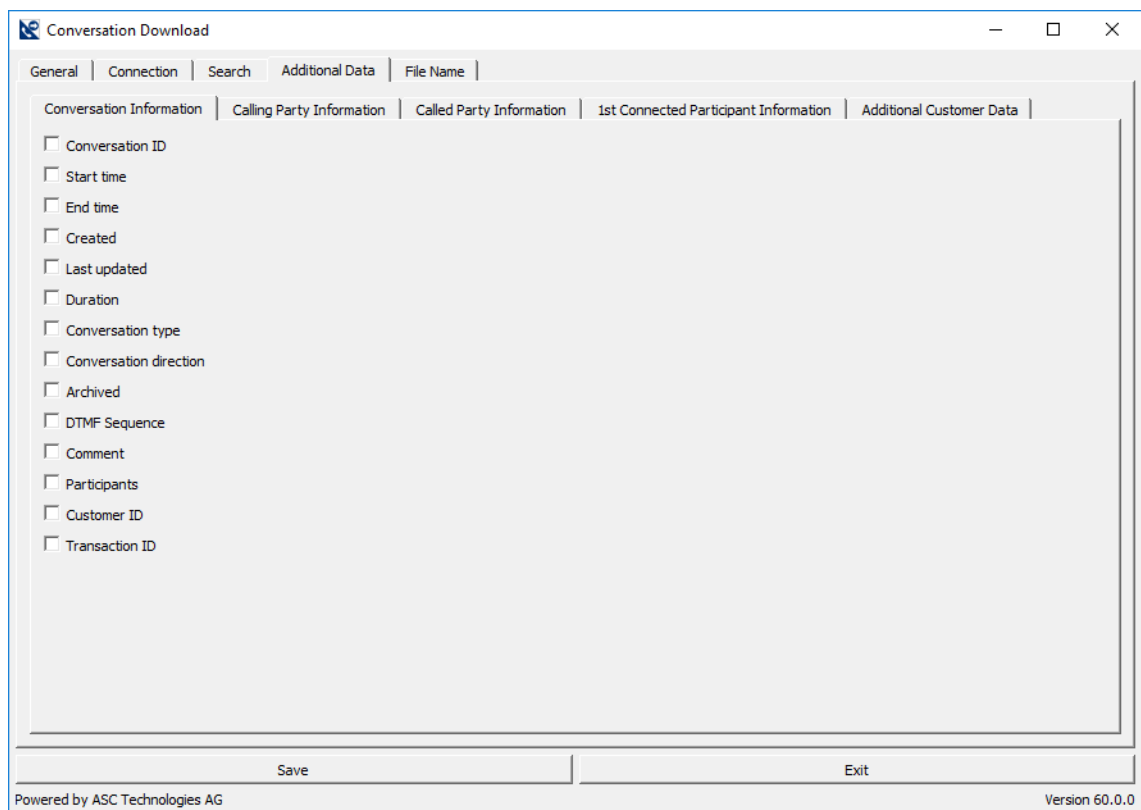 Conversation Download
General Connection Search Additional Data File Name
Conversation Information Calling Party Information Called Party Information 1st Connected Participant Information Additional Customer Data
Conversation ID
Start time
End time
Created
Last updated
Duration
Conversation type
Conversation direction
Archived
DTMF Sequence
Comment
Participants
Customer ID
Transaction ID
Save Exit
Powered by ASC Technologies AG Version 60.0.0